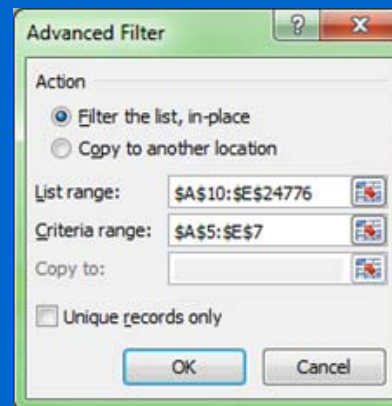 Advanced Filter
Action
Filter the list, in-place
Copy to another location
List range: $A$10:$E$24776
Criteria range: $A$5:$E$7
Copy to:
Unique records only
OK Cancel